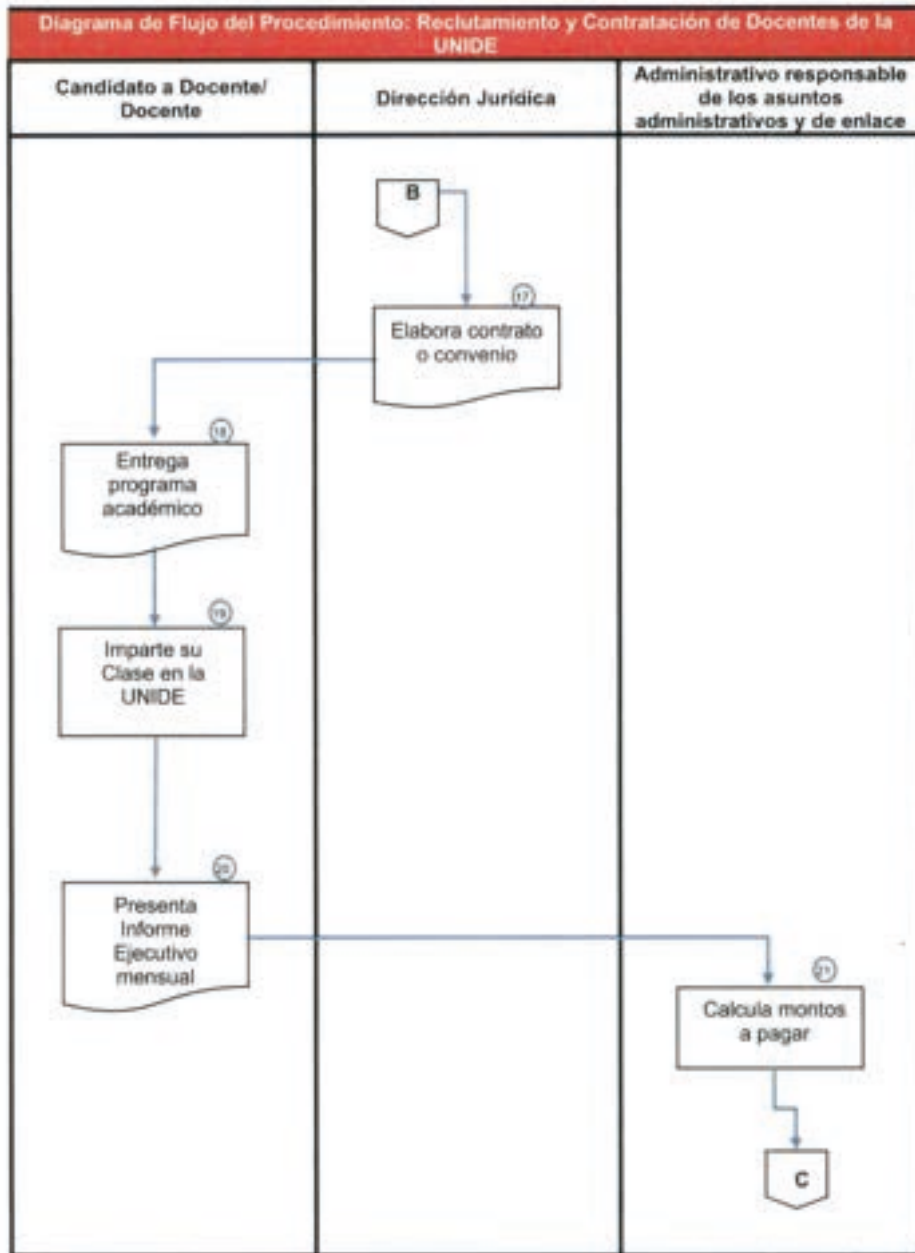 Diagrama de Flujo del Procedimiento: Reclutamiento y Contratación de Docentes de la
UNIDE
Candidato a Docente/
Docente
Dirección Jurídica
Administrativo responsable
de los asuntos
administrativos y de enlace
B
17
Elabora contrato
o convenio
18
Entrega
programa
académico
19
Imparte su
Clase en la
UNIDE
20
Presenta
Informe
Ejecutivo
mensual
21
Calcula montos
a pagar
C